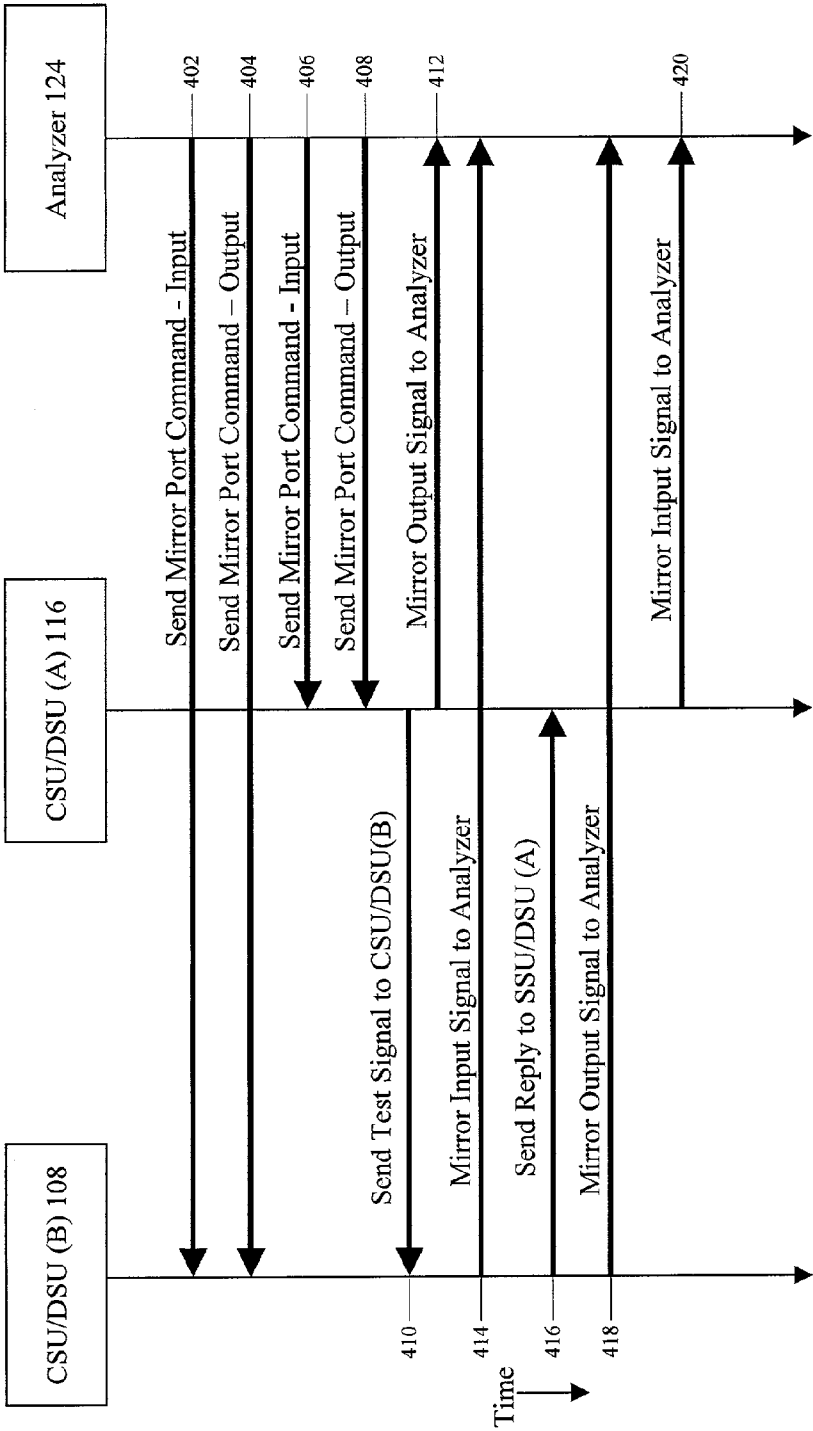 CSU/DSU (B) 108
CSU/DSU (A) 116
Analyzer 124
Send Mirror Port Command - Input
402
Send Mirror Port Command – Output
404
Send Mirror Port Command - Input
406
Send Mirror Port Command – Output
408
410
Send Test Signal to CSU/DSU(B)
Mirror Output Signal to Analyzer
412
414
Mirror Input Signal to Analyzer
416
Send Reply to SSU/DSU (A)
418
Mirror Output Signal to Analyzer
Mirror Intput Signal to Analyzer
420
Time